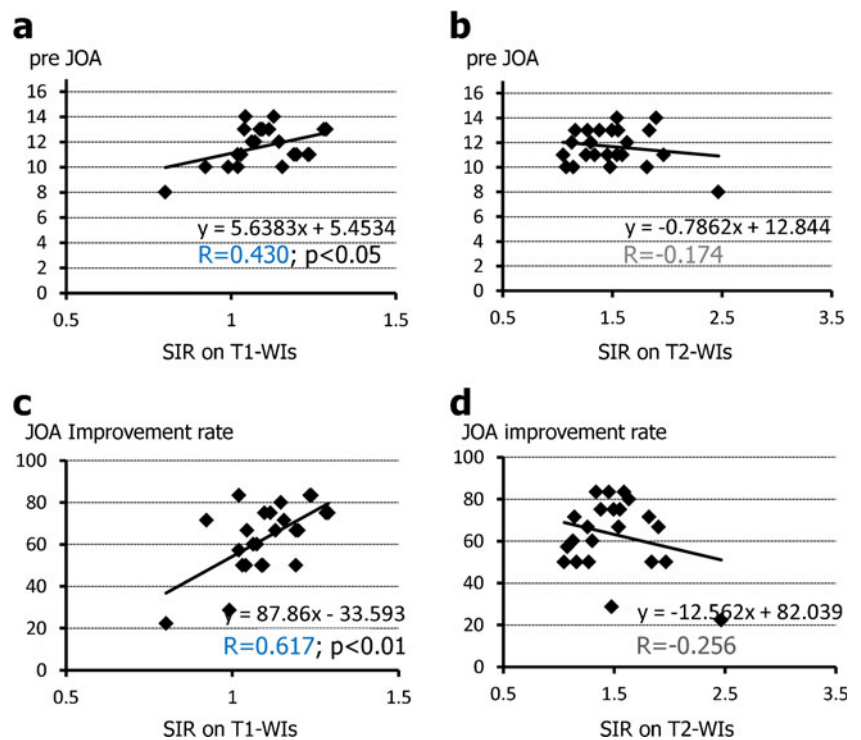 a
pre JOA
16
14
12
10
8
6
4
2
0
y = 5.6383x + 5.4534
R=0.430; p<0.05
0.5 1 1.5
SIR on T1-WIs
b
pre JOA
16
14
12
10
8
6
4
2
0
y = -0.7862x + 12.844
R=-0.174
0.5 1.5 2.5 3.5
SIR on T2-WIs
c
JOA Improvement rate
100
80
60
40
20
0
y = 87.86x - 33.593
R=0.617; p<0.01
0.5 1 1.5
SIR on T1-WIs
d
JOA improvement rate
100
80
60
40
20
0
y = -12.562x + 82.039
R=-0.256
0.5 1.5 2.5 3.5
SIR on T2-WIs